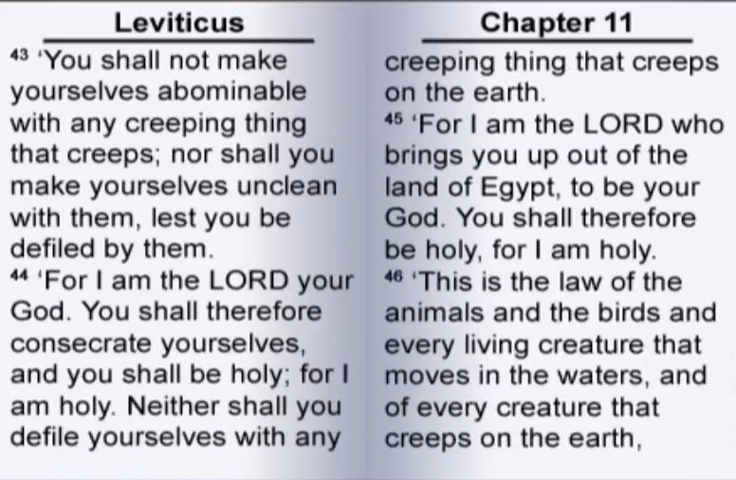 Leviticus
43 ‘You shall not make
yourselves abominable
with any creeping thing
that creeps; nor shall you
make yourselves unclean
with them, lest you be
defiled by them.
44 ‘For I am the LORD your
God. You shall therefore
consecrate yourselves,
and you shall be holy; for I
am holy. Neither shall you
defile yourselves with any
Chapter 11
creeping thing that creeps
on the earth.
45 ‘For I am the LORD who
brings you up out of the
land of Egypt, to be your
God. You shall therefore
be holy, for I am holy.
46 ‘This is the law of the
animals and the birds and
every living creature that
moves in the waters, and
of every creature that
creeps on the earth,